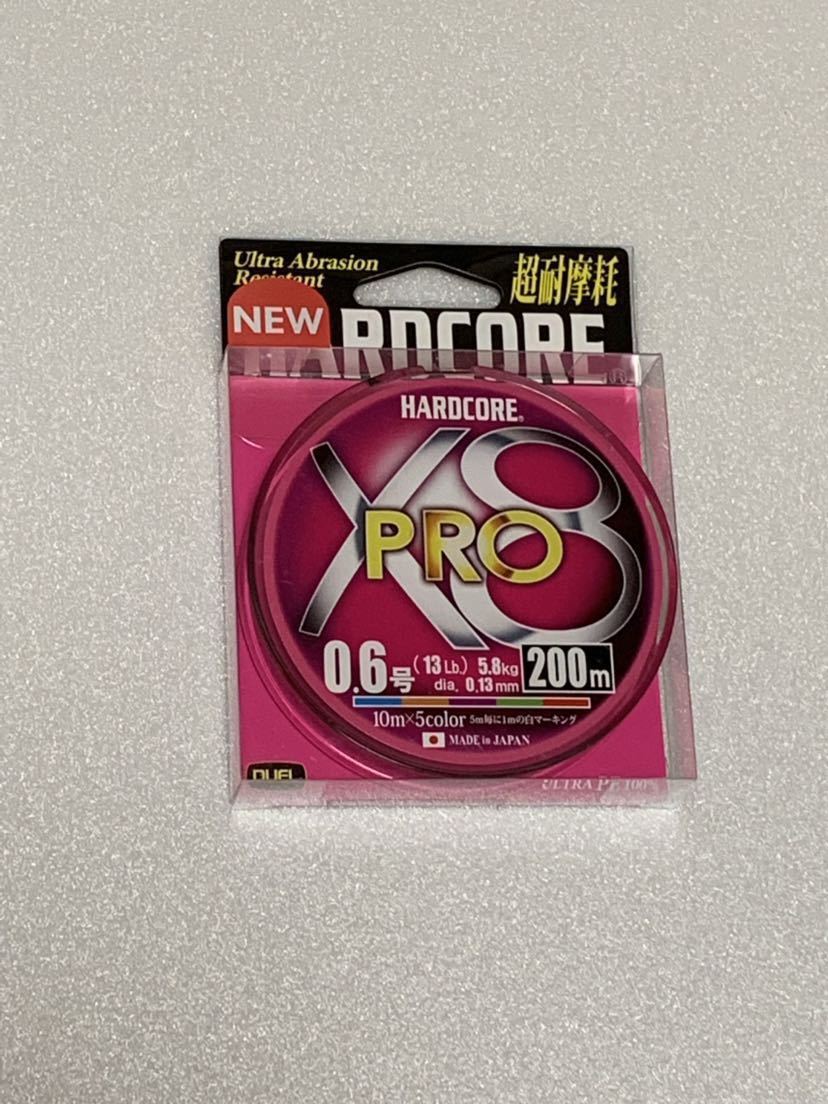 Ultra Abrasion
Resistant
超耐摩耗
NEW
HARDCORE®
HARDCORE®
X8
PRO
0.6号 (13Lb.) 5.8kg
dia. 0.13mm
200m
10m×5color 5m毎に1mの白マーキング
MADE in JAPAN
DUEL
ULTRA PE 100%